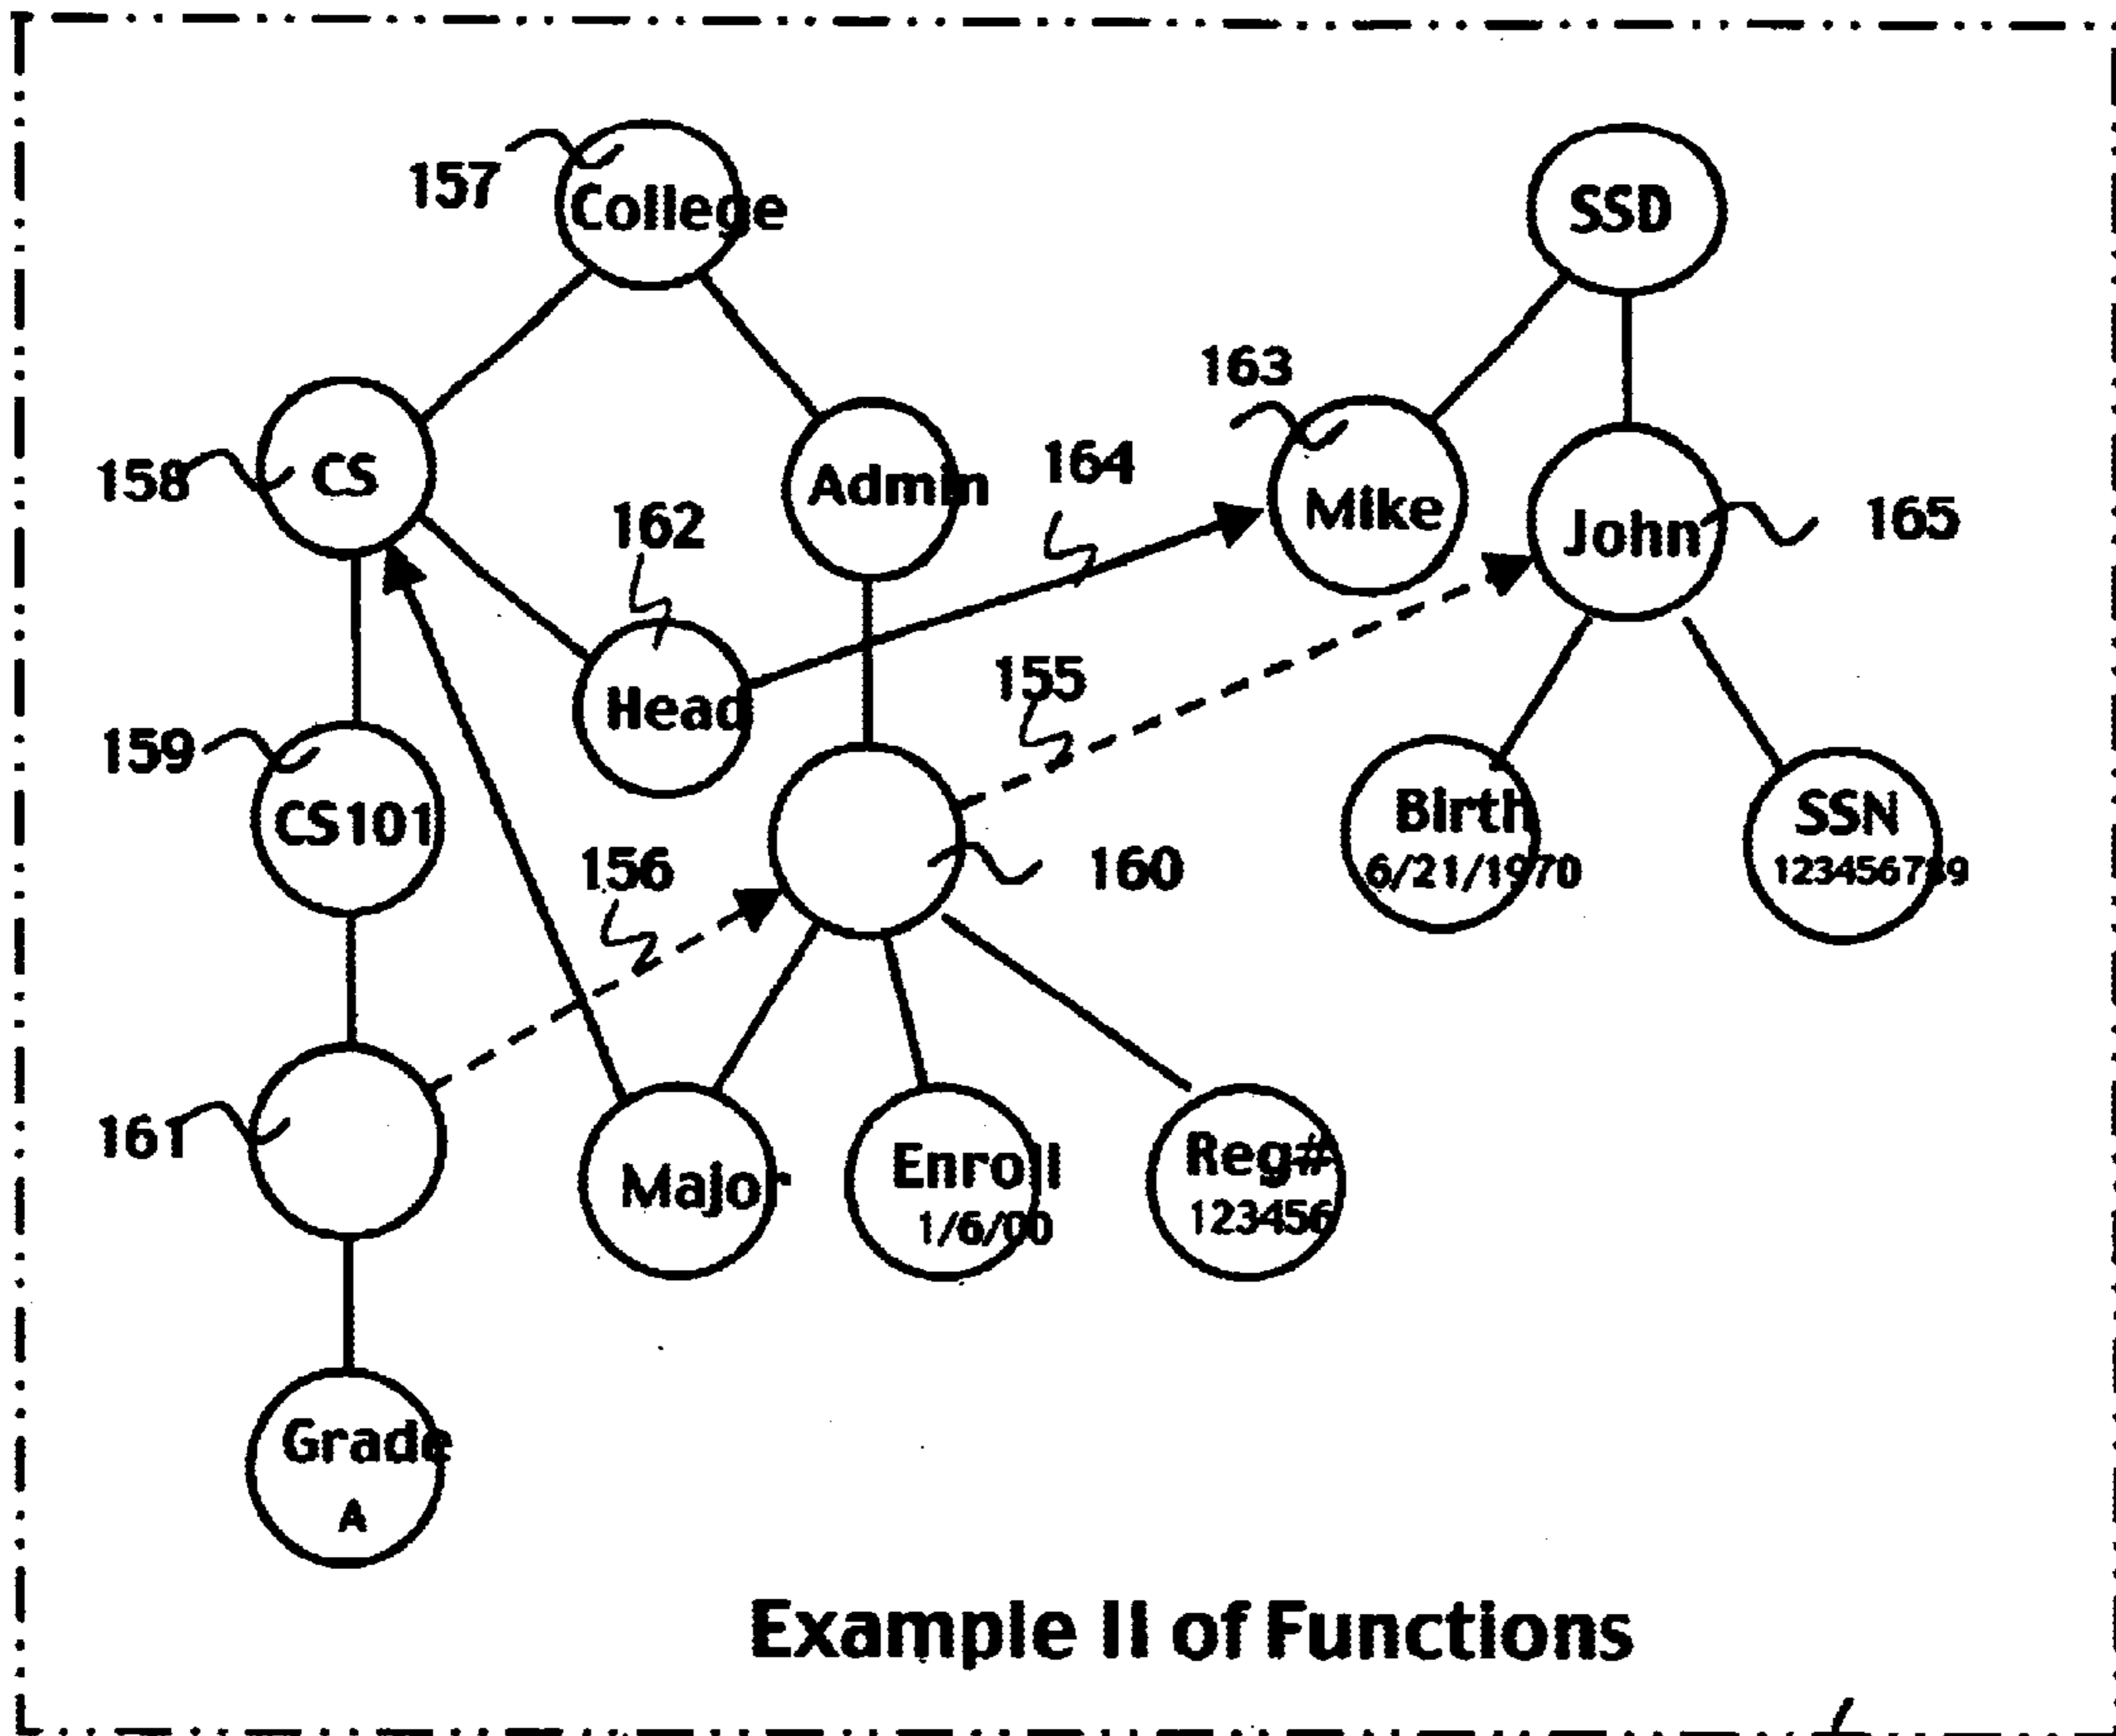 157
College
SSD
163
158
CS
Admin
164
Mike
John
165
162
Head
155
159
CS101
156
160
Birth
6/21/1970
SSN
123456789
161
Major
Enroll
1/6/00
Reg#
123456
Grade
A
Example II of Functions